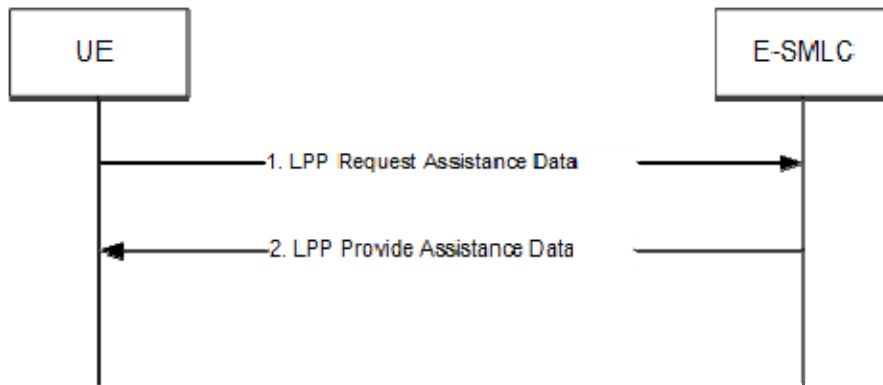 UE
E-SMLC
1. LPP Request Assistance Data
2. LPP Provide Assistance Data